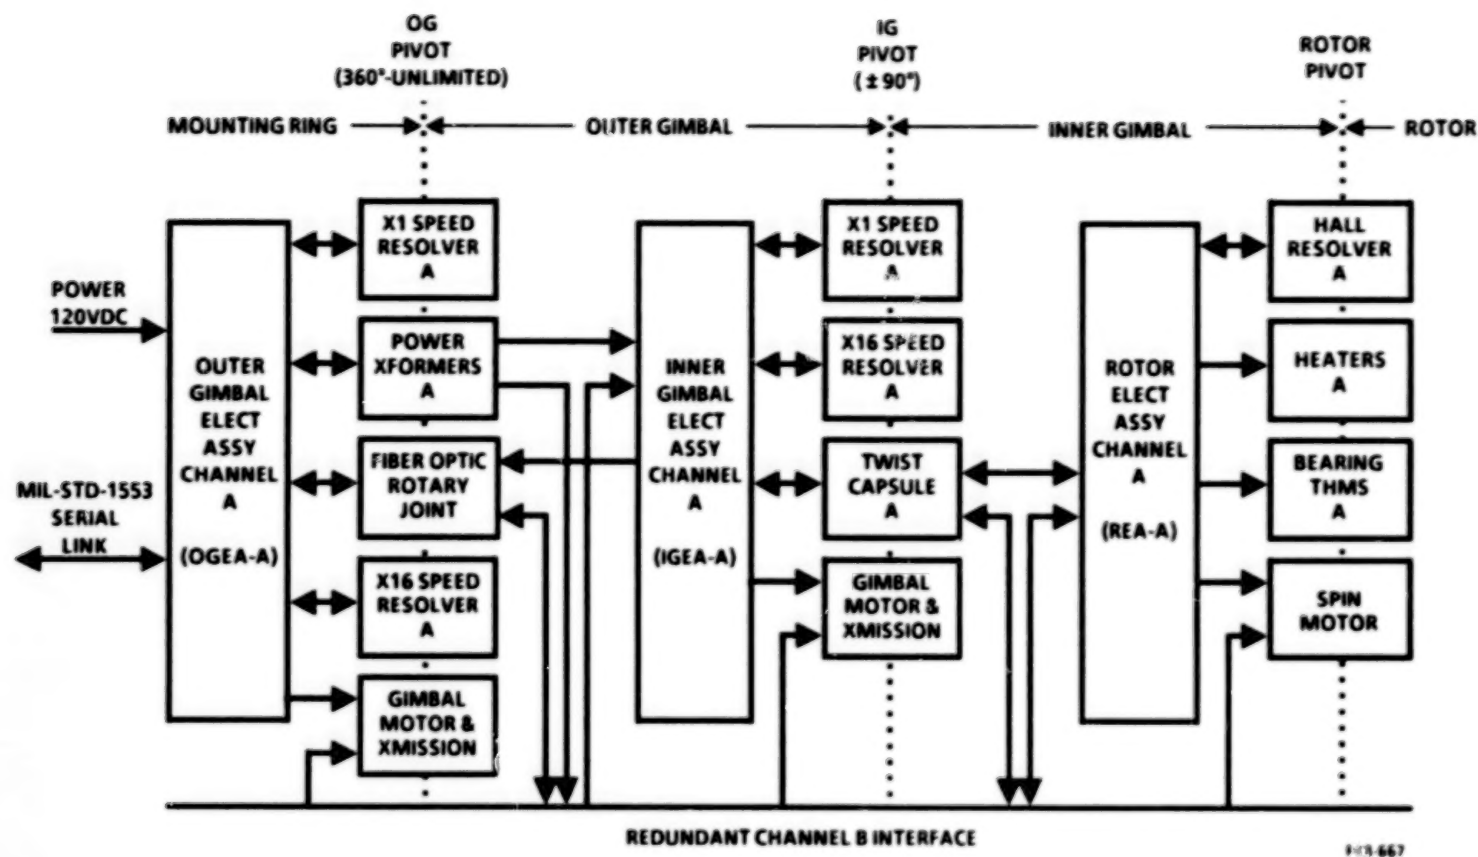 OG
PIVOT
(360°-UNLIMITED)
IG
PIVOT
(±90°)
ROTOR
PIVOT
MOUNTING RING
OUTER GIMBAL
INNER GIMBAL
ROTOR
POWER
120VDC
MIL-STD-1553
SERIAL
LINK
OUTER
GIMBAL
ELECT
ASSY
CHANNEL
A
(OGEA-A)
X1 SPEED
RESOLVER
A
POWER
XFORMERS
A
FIBER OPTIC
ROTARY
JOINT
X16 SPEED
RESOLVER
A
GIMBAL
MOTOR &
XMISSION
INNER
GIMBAL
ELECT
ASSY
CHANNEL
A
(IGEA-A)
X1 SPEED
RESOLVER
A
X16 SPEED
RESOLVER
A
TWIST
CAPSULE
A
GIMBAL
MOTOR &
XMISSION
ROTOR
ELECT
ASSY
CHANNEL
A
(REA-A)
HALL
RESOLVER
A
HEATERS
A
BEARING
THMS
A
SPIN
MOTOR
REDUNDANT CHANNEL B INTERFACE